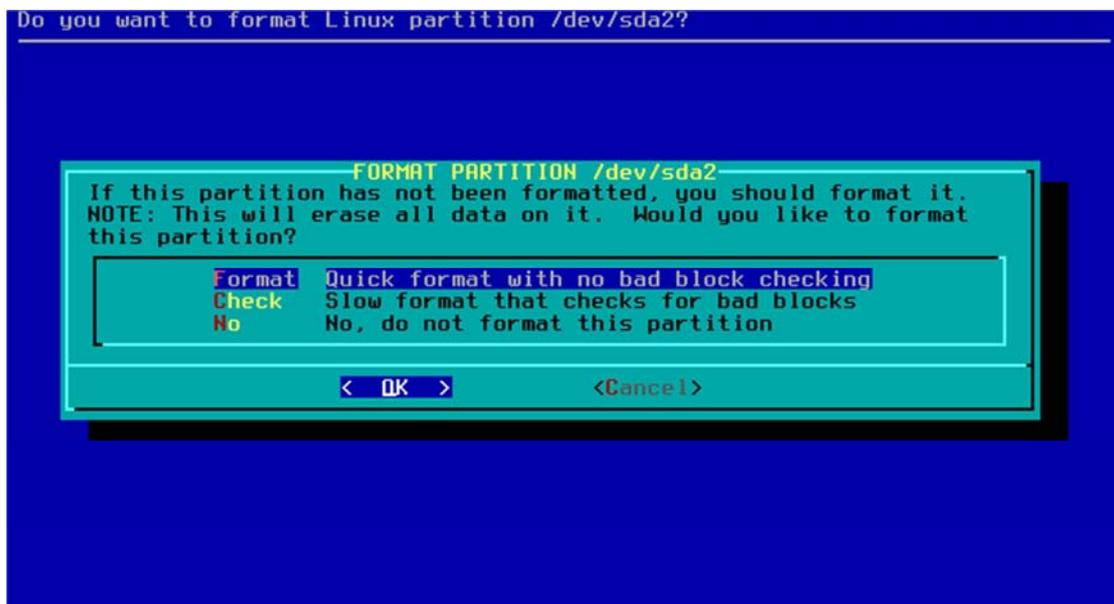 Do you want to format Linux partition /dev/sda2?
FORMAT PARTITION /dev/sda2
If this partition has not been formatted, you should format it.
NOTE: This will erase all data on it.  Would you like to format
this partition?
Format  Quick format with no bad block checking
Check  Slow format that checks for bad blocks
No  No, do not format this partition
<  OK  >  <Cancel>